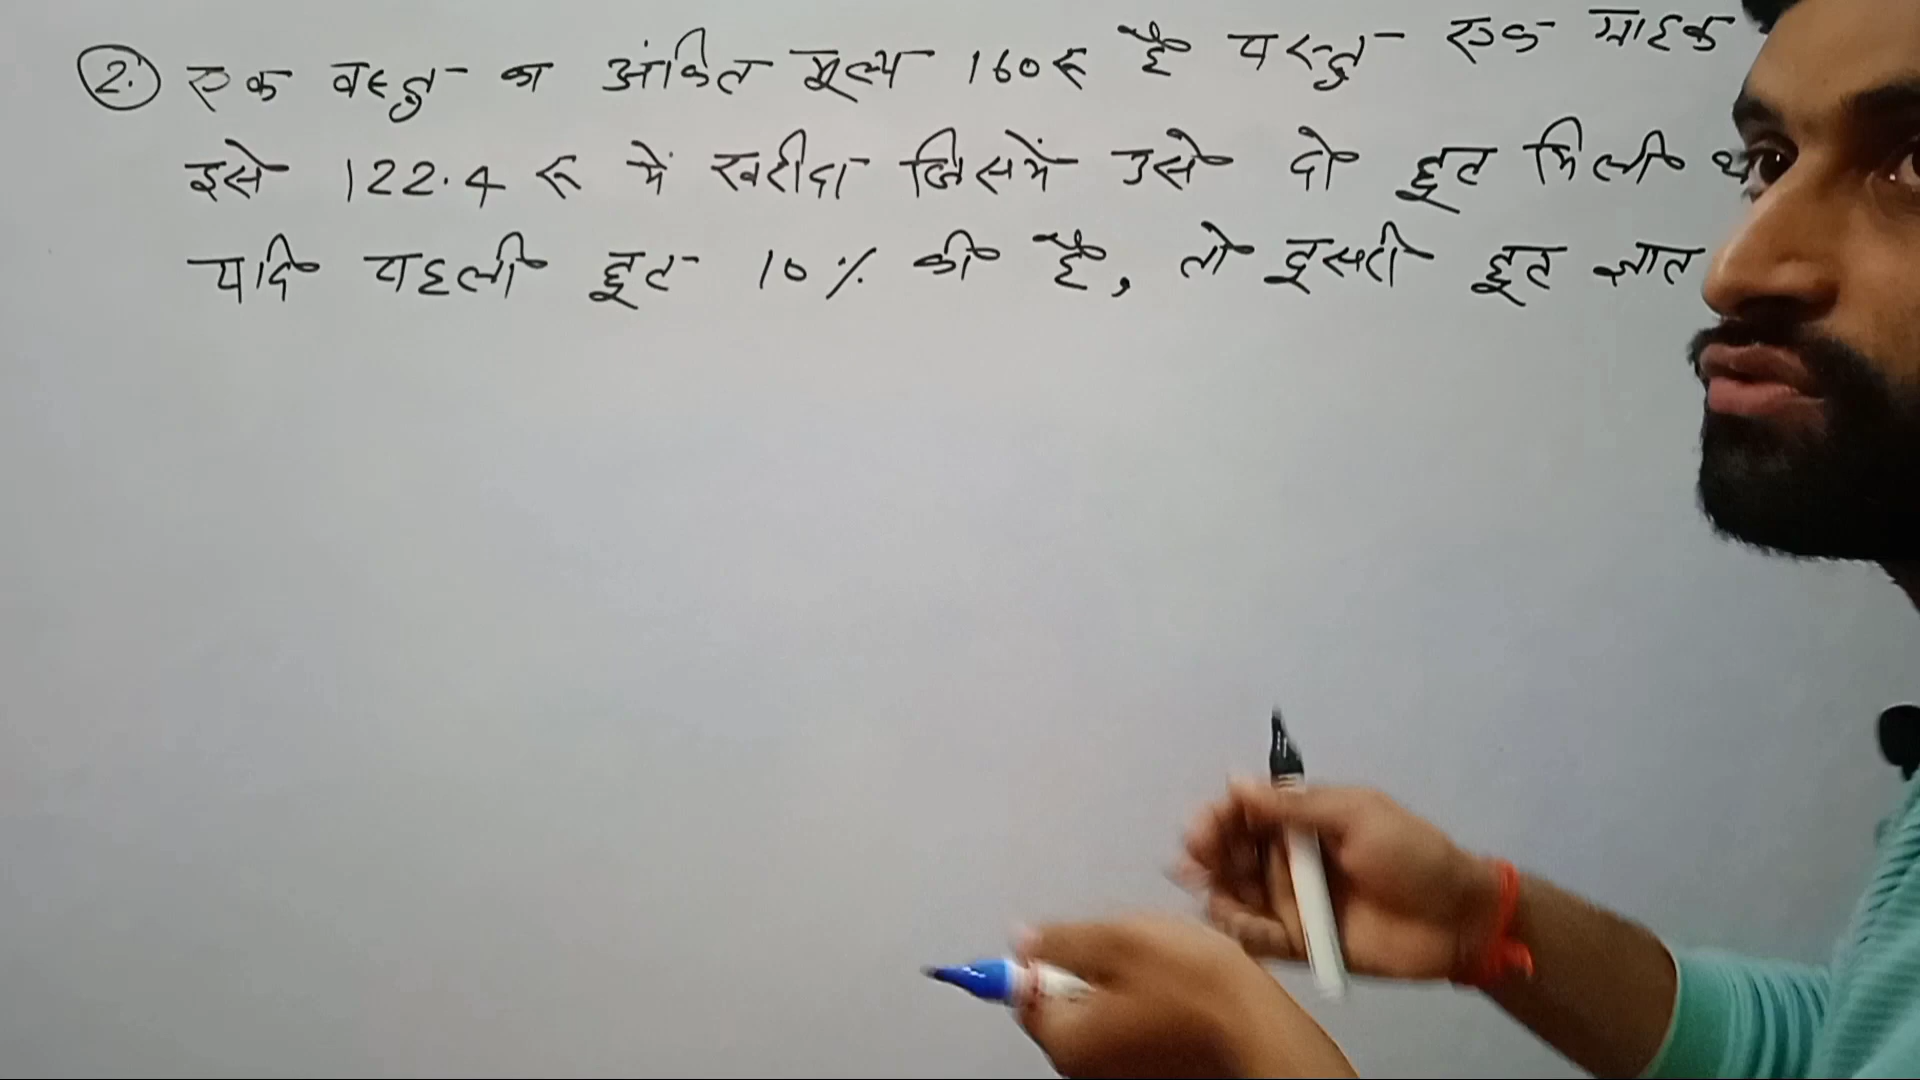 2. एक वस्तु का अंकित मूल्य 160 रू है परन्तु एक ग्राहक
इसे 122.4 रू में खरीदा जिसमें उसे दो छूट मिली
यदि पहली छूट 10% की है, तो दूसरी छूट ज्ञात